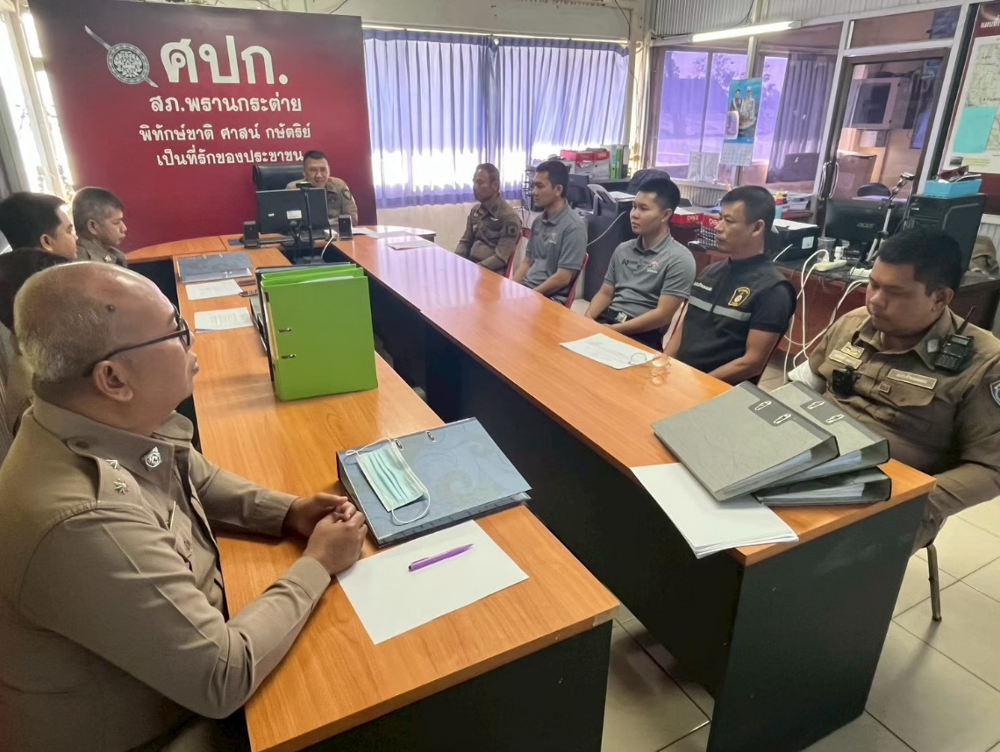 ศปก.
สภ.พรานกระต่าย
พิทักษ์ชาติ ศาสน์ กษัตริย์
เป็นที่รักของประชาชน
acer